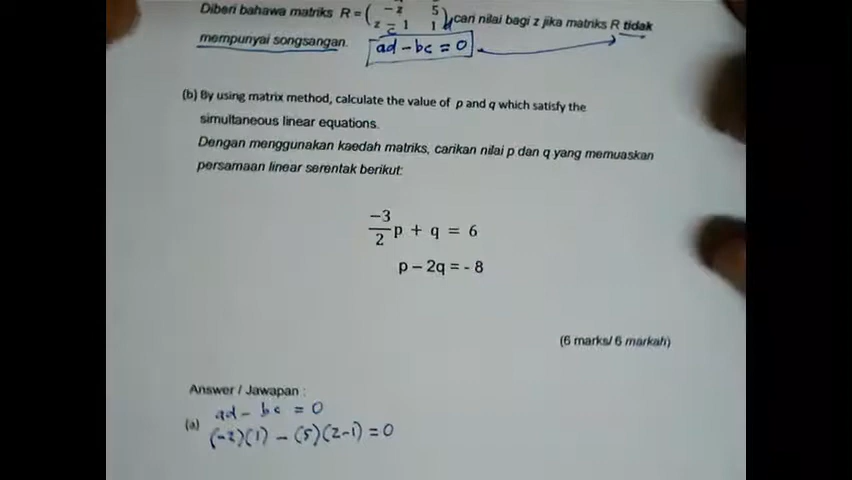 Diberi bahawa matriks R = ( -z 5 z - 1 1 ), cari nilai bagi z jika matriks R tidak
c d
mempunyai songsangan. ad - bc = 0
(b) By using matrix method, calculate the value of p and q which satisfy the
simultaneous linear equations.
Dengan menggunakan kaedah matriks, carikan nilai p dan q yang memuaskan
persamaan linear serentak berikut:
-3/2 p + q = 6
p – 2q = - 8
(6 marks/ 6 markah)
Answer / Jawapan :
ad - bc = 0
(a) (-z)(1) - (5)(z-1) = 0